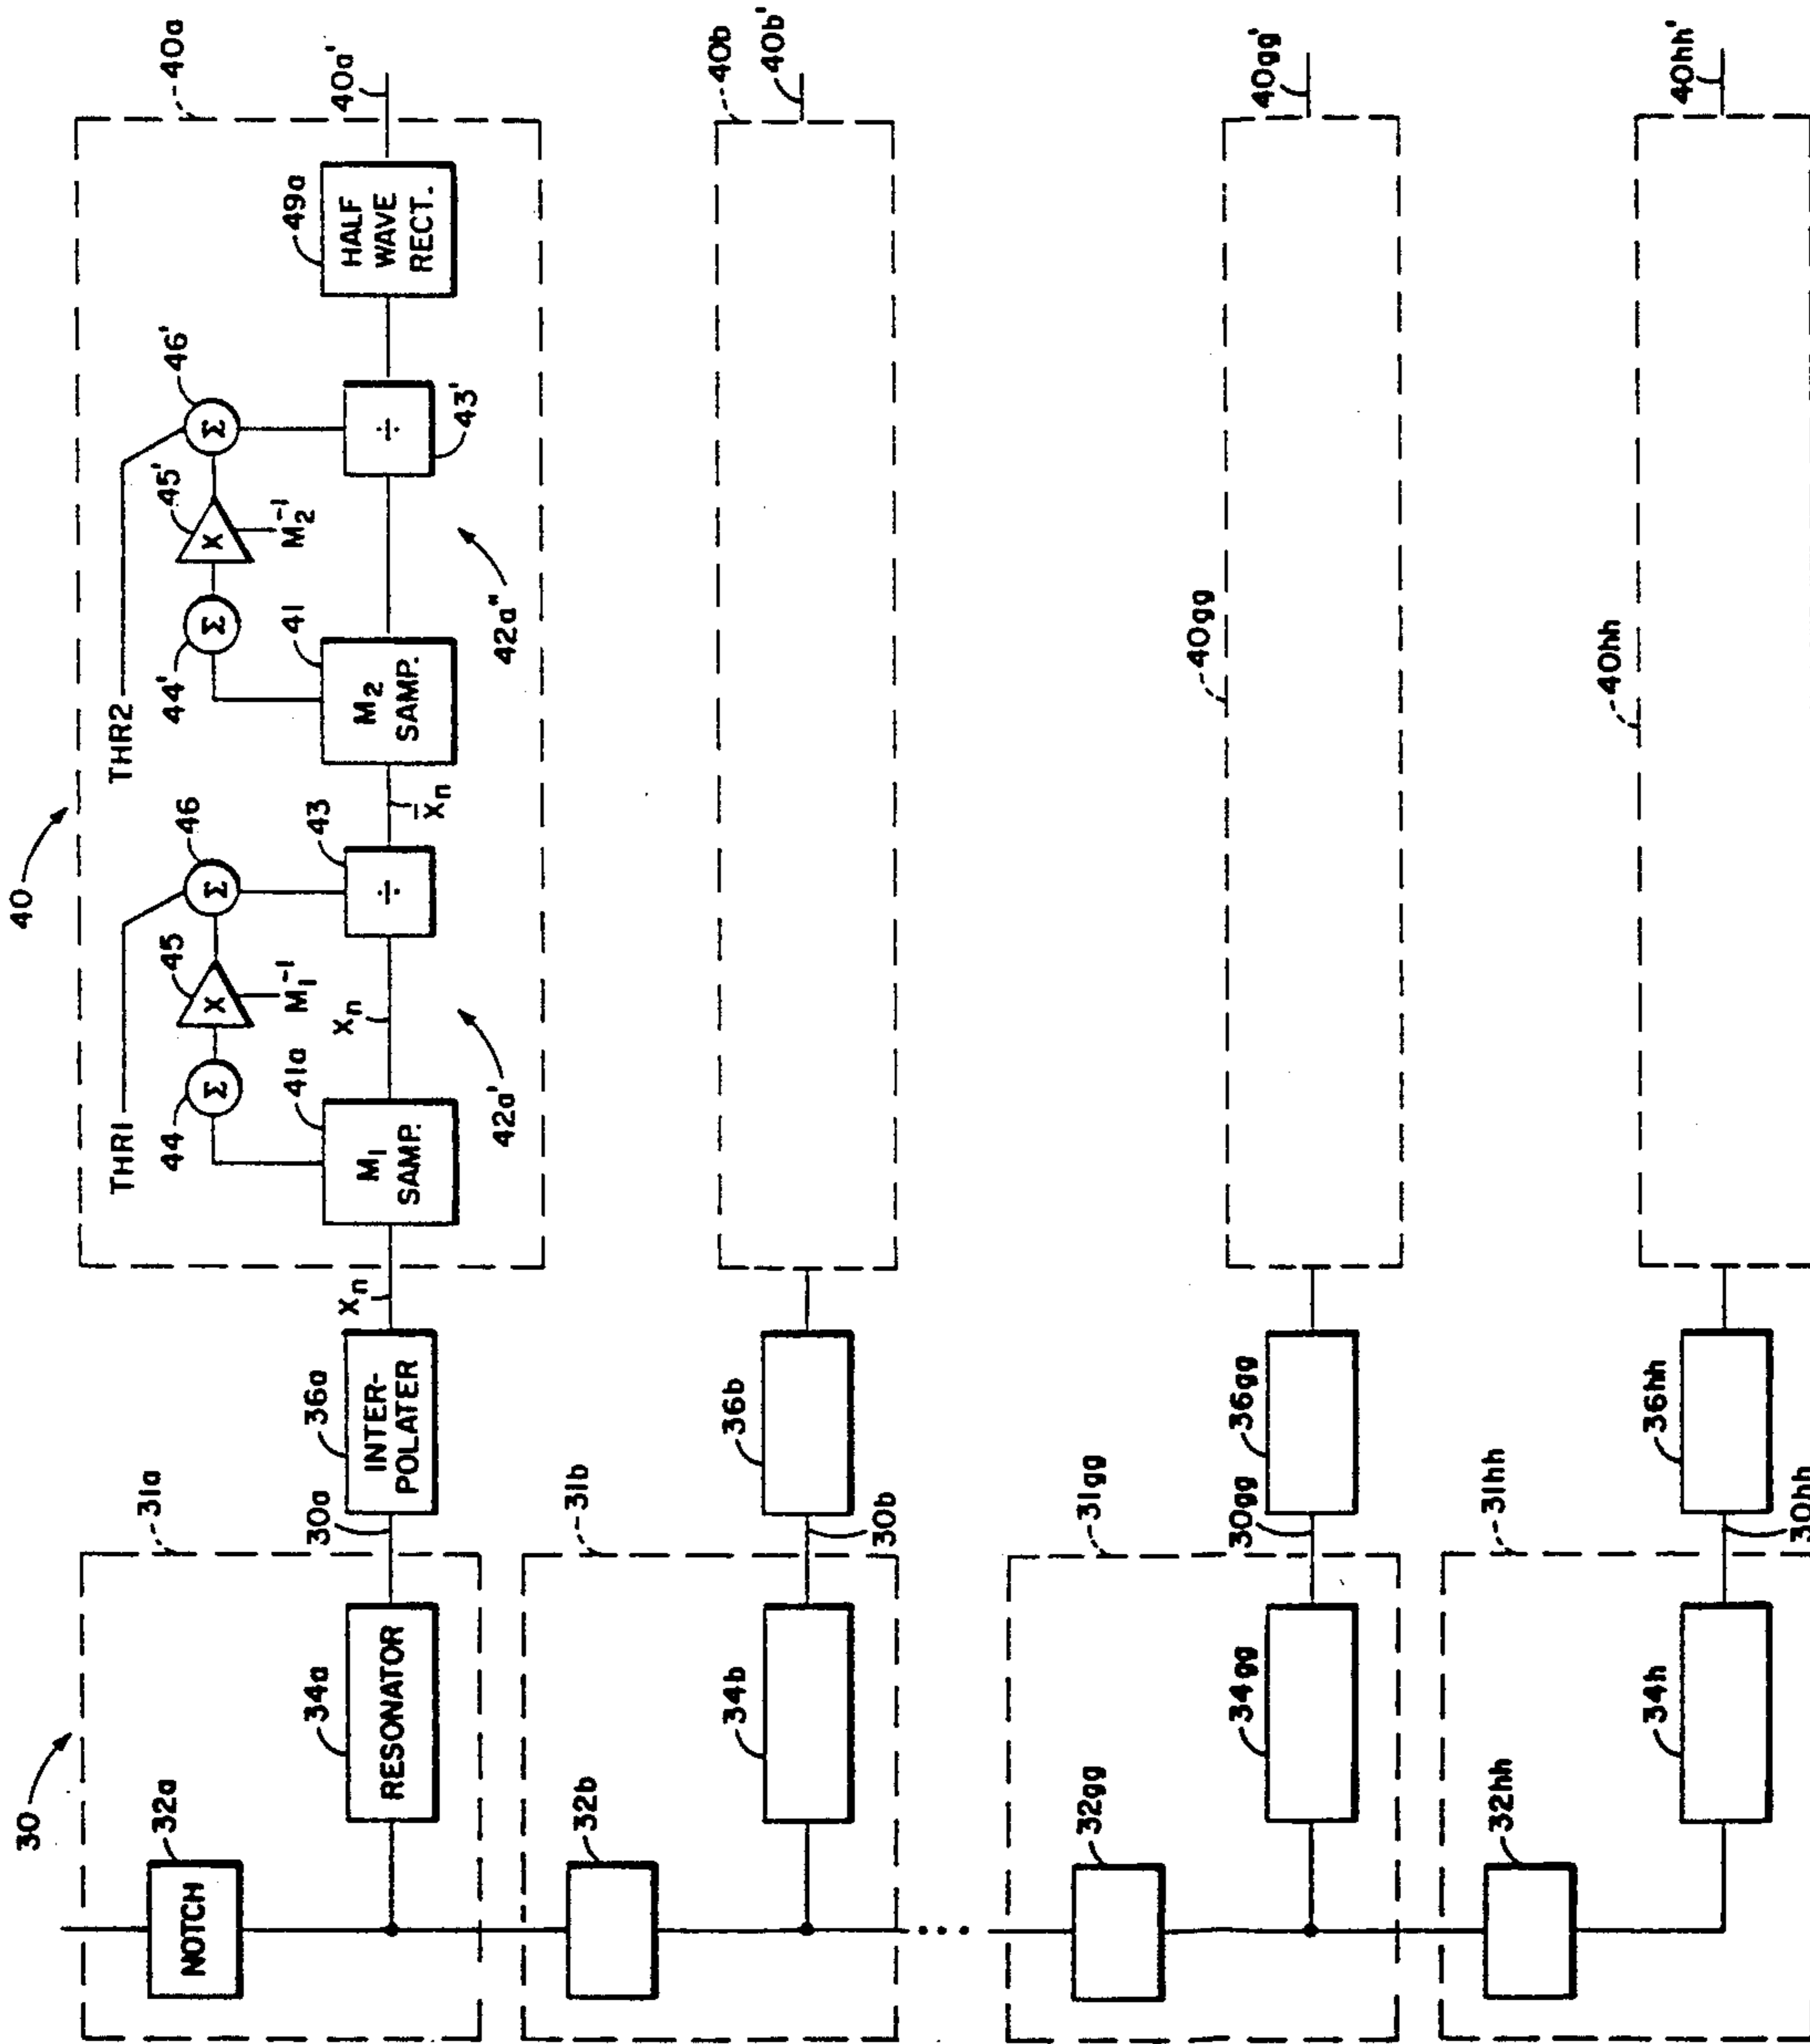 30
31a
32a
NOTCH
34a
RESONATOR
30a
36a
INTER-
POLATER
Xn
40
40a
THR1
44
Σ
45
X
M1^-1
46
Σ
41a
M1
SAMP.
Xn
43
÷
X̄n
42a'
THR2
44'
Σ
45'
X
M2^-1
46'
Σ
41
M2
SAMP.
43'
÷
42a"
49a
HALF
WAVE
RECT.
40a'
31b
32b
34b
30b
36b
40b
40b'
31gg
32gg
34gg
30gg
36gg
40gg
40gg'
31hh
32hh
34h
30hh
36hh
40hh
40hh'